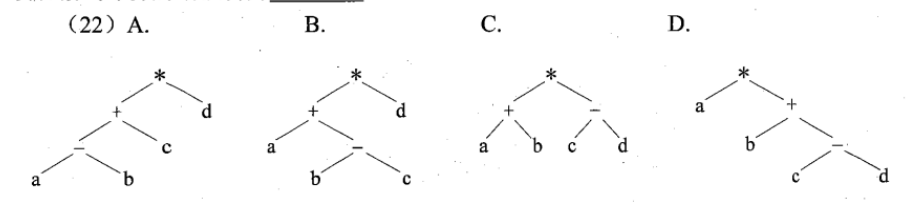 (22) A. B. C. D.
* * * *
+ d + d + - a +
- c a - a b c d b -
a b b c c d